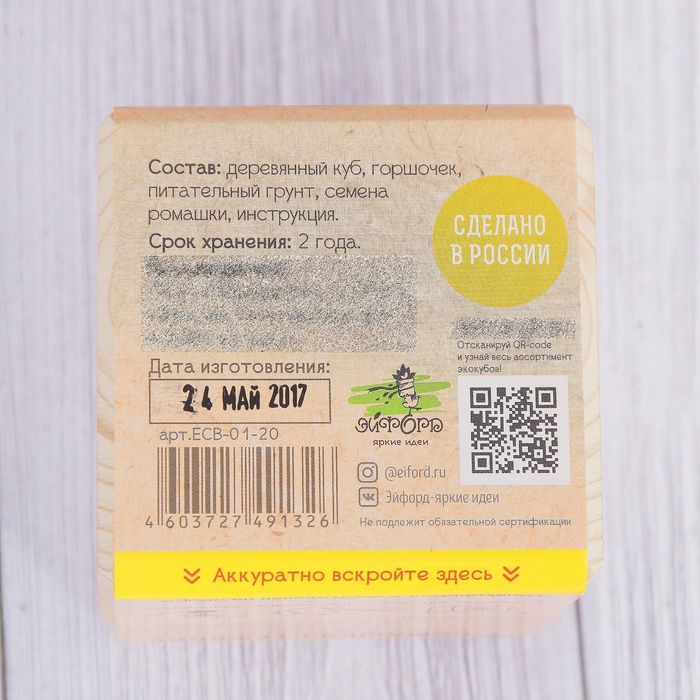 Состав: деревянный куб, горшочек,
питательный грунт, семена
ромашки, инструкция.
Срок хранения: 2 года.
СДЕЛАНО
В РОССИИ
Отсканируй QR-code
и узнай весь ассортимент
экокубов!
Дата изготовления:
24 МАЙ 2017
арт.ECB-01-20
4 603727 491326
ЭЙФОРД
яркие идеи
@eiford.ru
Эйфорд-яркие идеи
Не подлежит обязательной сертификации
Аккуратно вскройте здесь